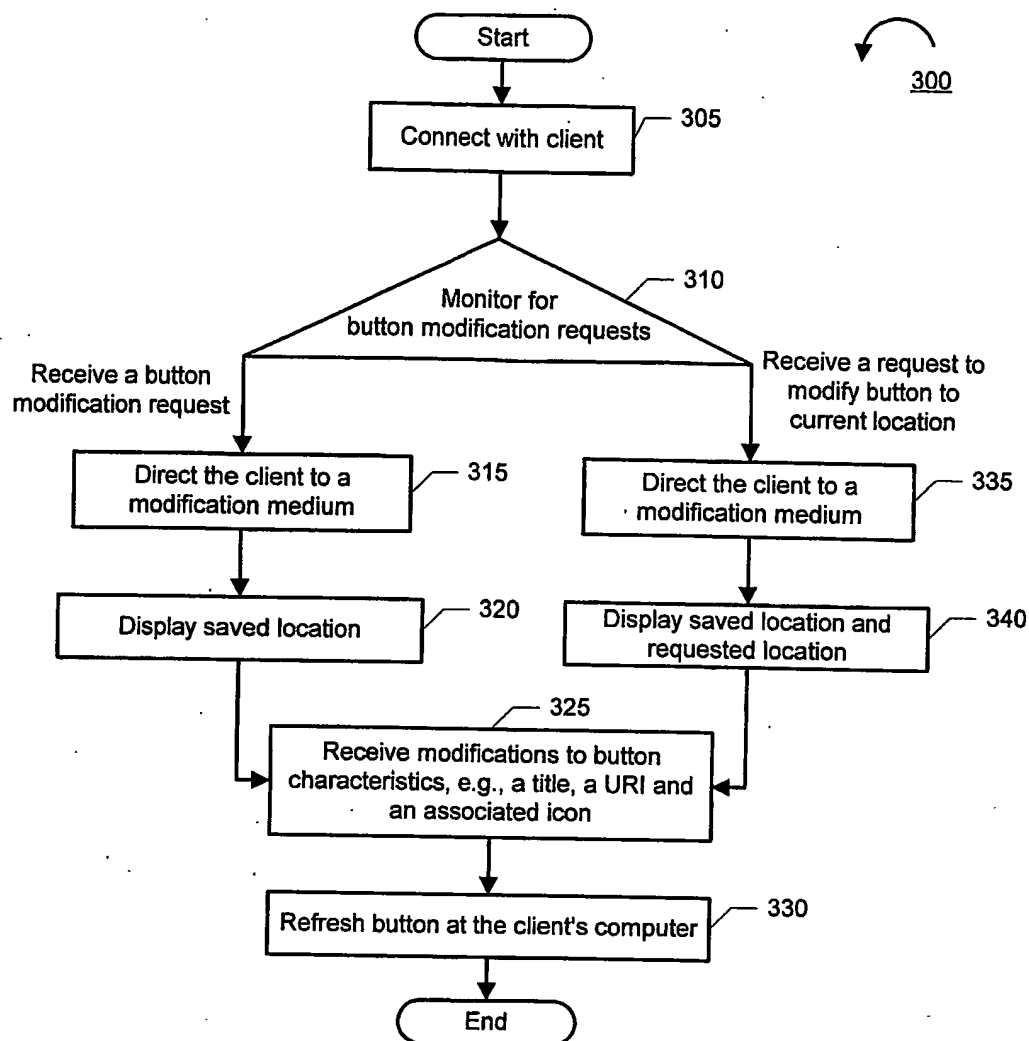 Start
300
Connect with client
305
Monitor for
button modification requests
310
Receive a button
modification request
Receive a request to
modify button to
current location
Direct the client to a
modification medium
315
Direct the client to a
modification medium
335
Display saved location
320
Display saved location and
requested location
340
325
Receive modifications to button
characteristics, e.g., a title, a URI and
an associated icon
Refresh button at the client's computer
330
End